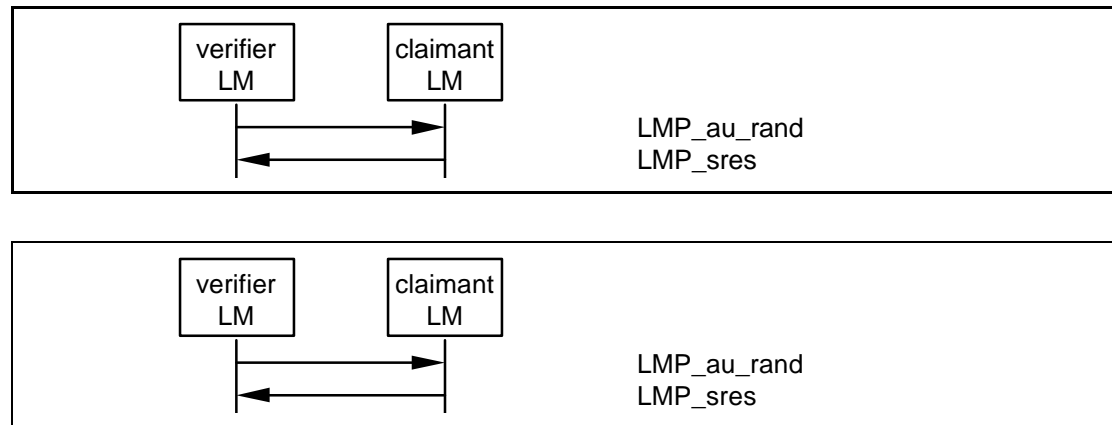 verifier claimant
LM LM
LMP_au_rand
LMP_sres
verifier claimant
LM LM
LMP_au_rand
LMP_sres